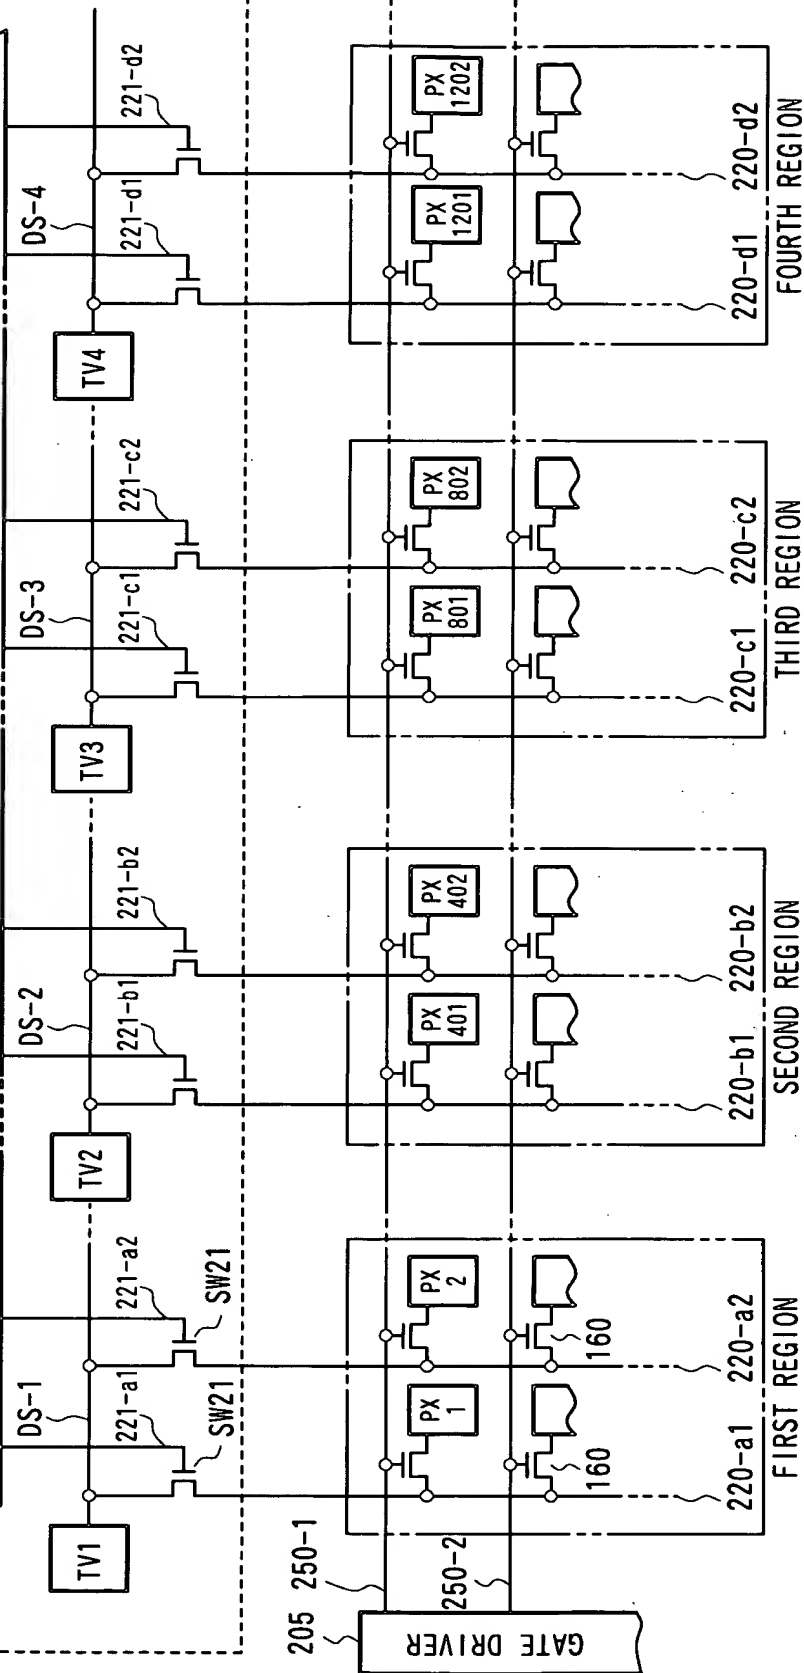 TV1
DS-1
TV2
DS-2
TV3
DS-3
TV4
DS-4
221-a1
221-a2
221-b1
221-b2
221-c1
221-c2
221-d1
221-d2
SW21
SW21
205
250-1
250-2
GATE DRIVER
PX 1
PX 2
PX 401
PX 402
PX 801
PX 802
PX 1201
PX 1202
160
160
220-a1
220-a2
220-b1
220-b2
220-c1
220-c2
220-d1
220-d2
FIRST REGION
SECOND REGION
THIRD REGION
FOURTH REGION